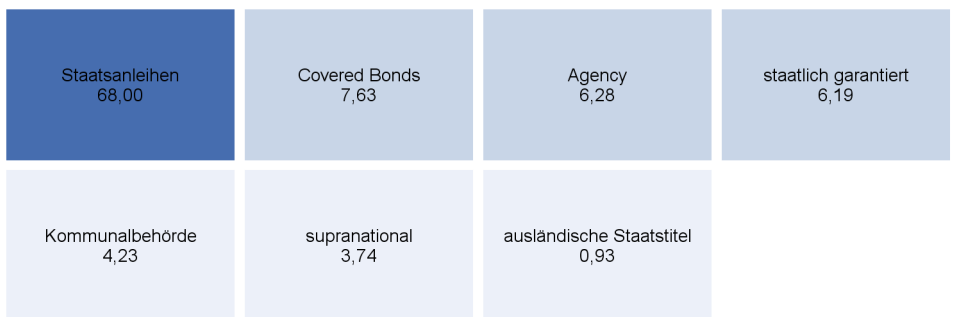 Staatsanleihen
68,00
Covered Bonds
7,63
Agency
6,28
staatlich garantiert
6,19
Kommunalbehörde
4,23
supranational
3,74
ausländische Staatstitel
0,93